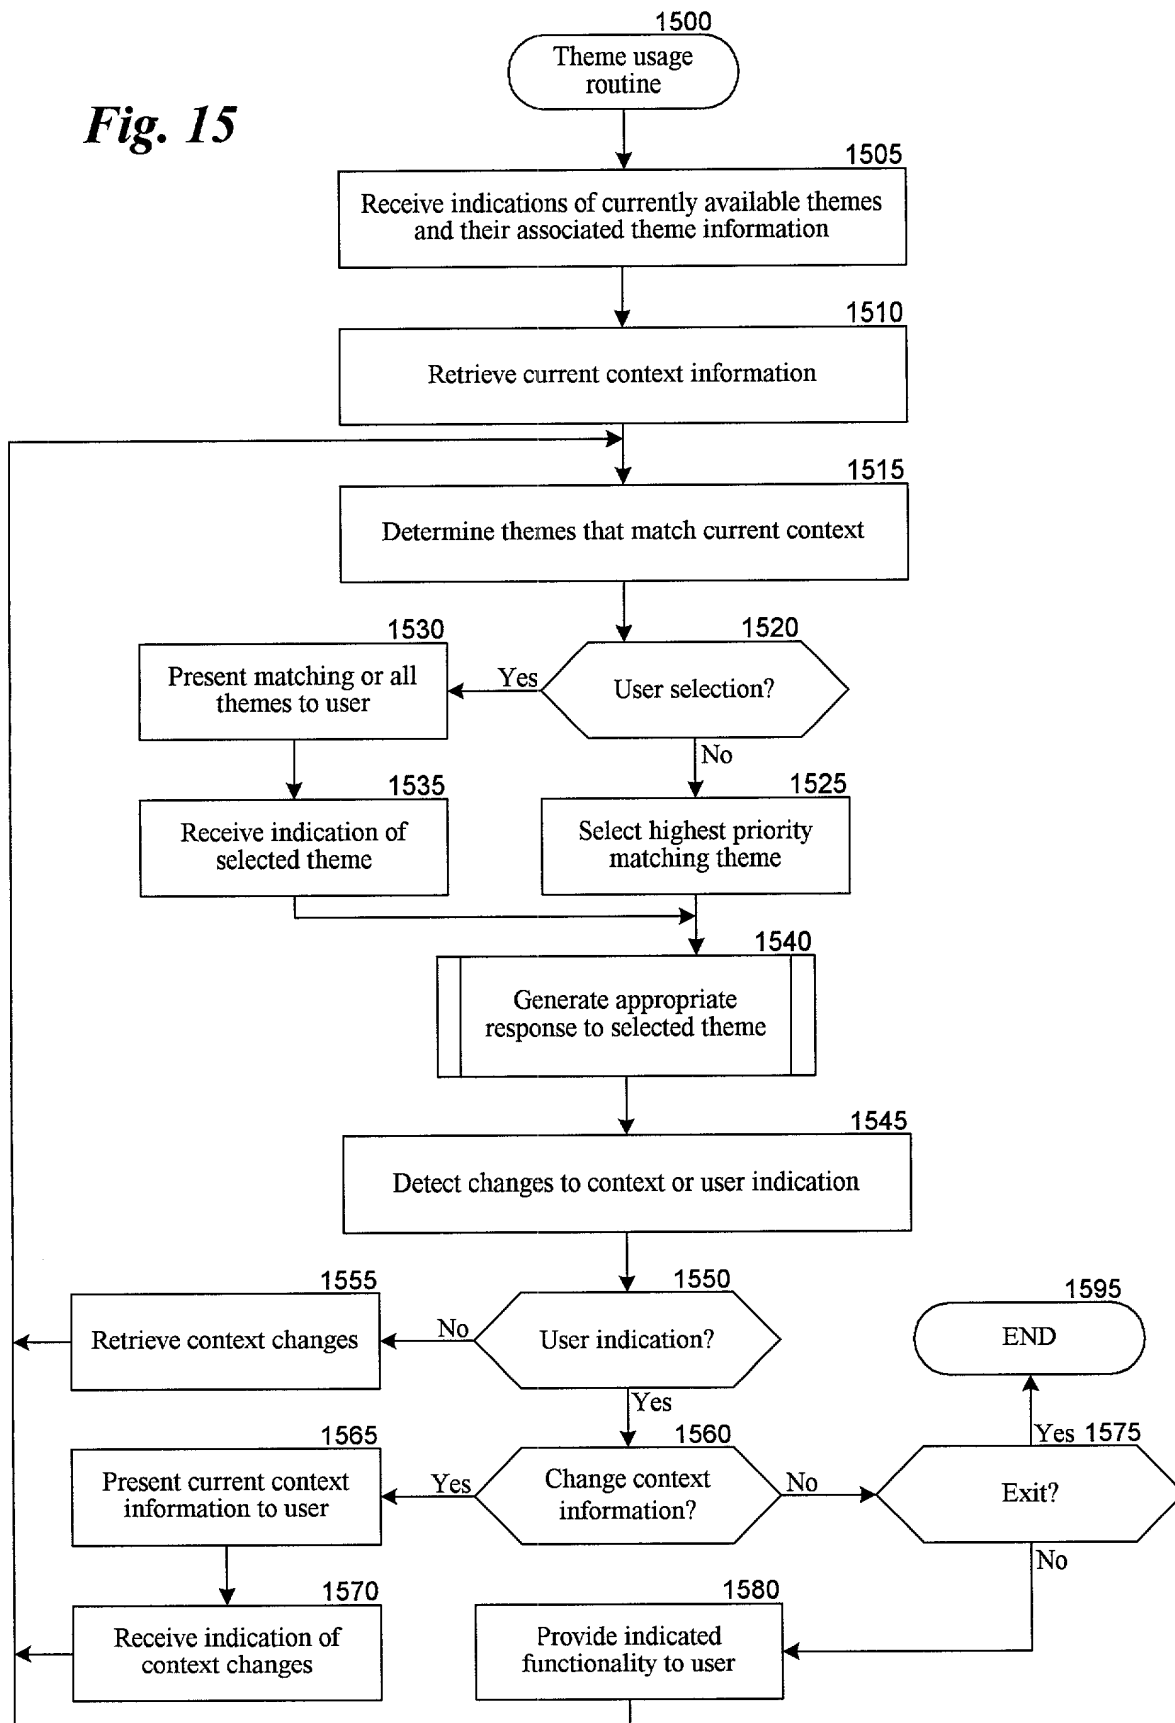 1500
Theme usage
routine
Fig. 15
1505
Receive indications of currently available themes
and their associated theme information
1510
Retrieve current context information
1515
Determine themes that match current context
1530
1520
Present matching or all
themes to user
Yes
User selection?
No
1535
1525
Receive indication of
selected theme
Select highest priority
matching theme
1540
Generate appropriate
response to selected theme
1545
Detect changes to context or user indication
1555
1550
1595
Retrieve context changes
No
User indication?
END
Yes
1565
1560
Yes 1575
Present current context
information to user
Yes
Change context
information?
No
Exit?
No
1570
1580
Receive indication of
context changes
Provide indicated
functionality to user